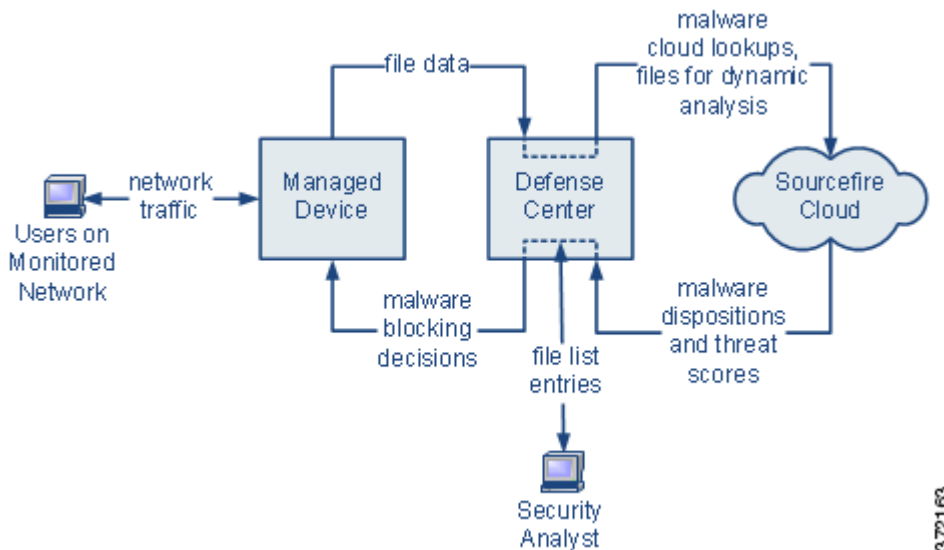 malware
cloud lookups,
files for dynamic
analysis
file data
network
traffic
Managed
Device
Defense
Center
Sourcefire
Cloud
Users on
Monitored
Network
malware
blocking
decisions
file list
entries
malware
dispositions
and threat
scores
Security
Analyst
372163